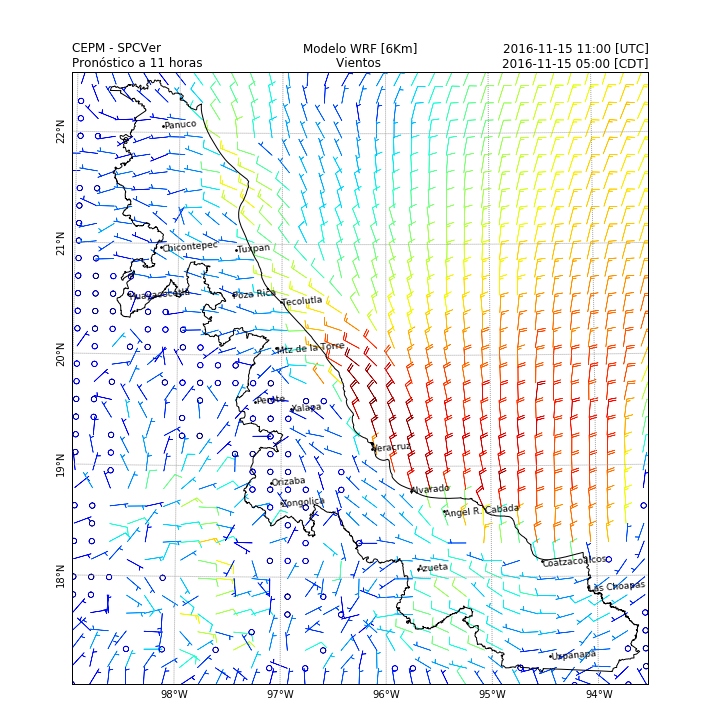 CEPM - SPCVer Modelo WRF [6Km] 2016-11-15 11:00 [UTC]
Pronóstico a 11 horas Vientos 2016-11-15 05:00 [CDT]
22°N
Panuco
21°N
Chicontepec Tuxpan
Huayacocotla Poza Rica Tecolutla
20°N
Mtz de la Torre
Perote Xalapa
Veracruz
19°N
Orizaba Alvarado
Zongolica Angel R. Cabada
18°N
Azueta Coatzacoalcos
Las Choapas
Uxpanapa
98°W 97°W 96°W 95°W 94°W